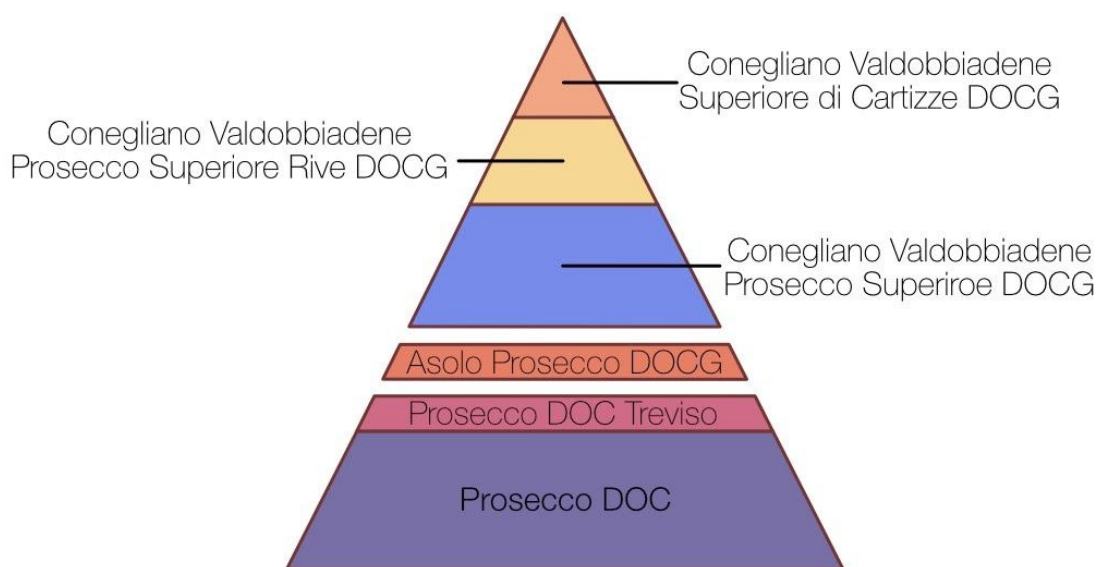 Conegliano Valdobbiadene
Superiore di Cartizze DOCG
Conegliano Valdobbiadene
Prosecco Superiore Rive DOCG
Conegliano Valdobbiadene
Prosecco Superiroe DOCG
Asolo Prosecco DOCG
Prosecco DOC Treviso
Prosecco DOC